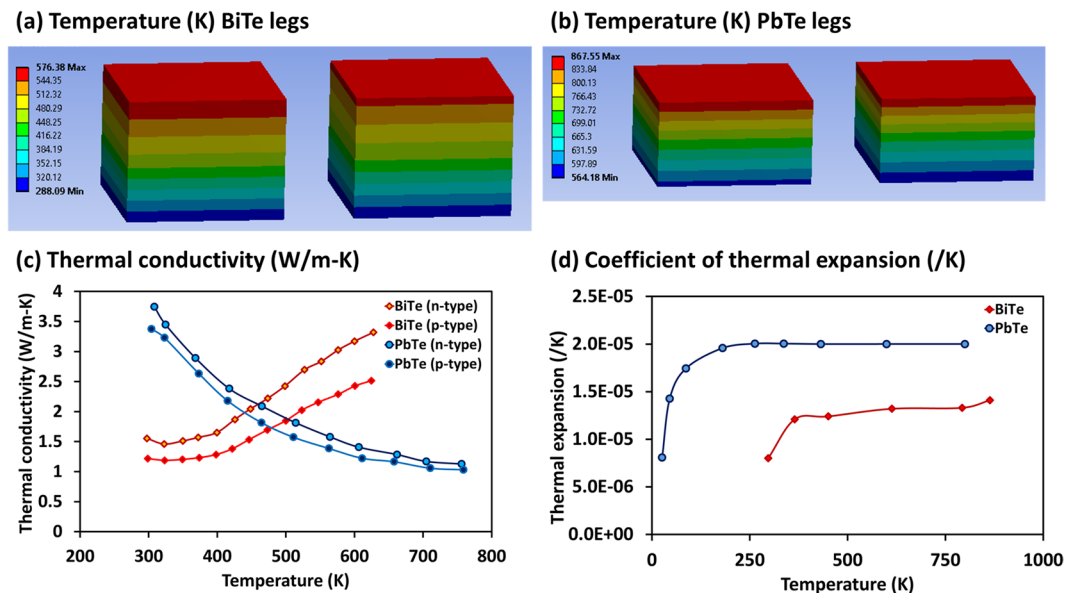 (a) Temperature (K) BiTe legs
576.38 Max
544.35
512.32
480.29
448.25
416.22
384.19
352.15
320.12
288.09 Min
(b) Temperature (K) PbTe legs
867.55 Max
833.84
800.13
766.43
732.72
699.01
665.3
631.59
597.89
564.18 Min
(c) Thermal conductivity (W/m-K)
Thermal conductivity (W/m-K)
4
3.5
3
2.5
2
1.5
1
0.5
0
200
300
400
500
600
700
800
Temperature (K)
BiTe (n-type)
BiTe (p-type)
PbTe (n-type)
PbTe (p-type)
(d) Coefficient of thermal expansion (/K)
Thermal expansion (/K)
2.5E-05
2.0E-05
1.5E-05
1.0E-05
5.0E-06
0.0E+00
0
250
500
750
1000
Temperature (K)
BiTe
PbTe